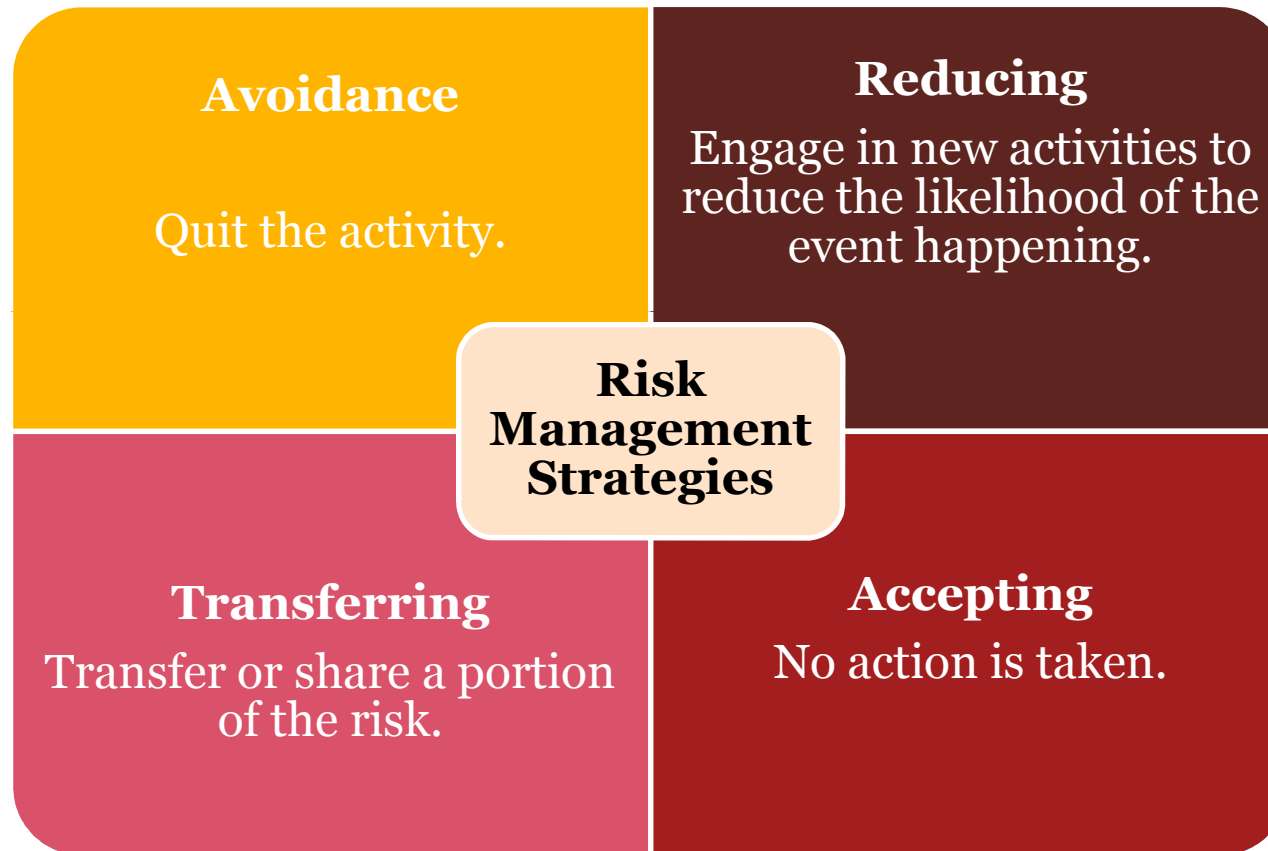 Avoidance
Quit the activity.
Reducing
Engage in new activities to
reduce the likelihood of the
event happening.
Risk
Management
Strategies
Transferring
Transfer or share a portion
of the risk.
Accepting
No action is taken.